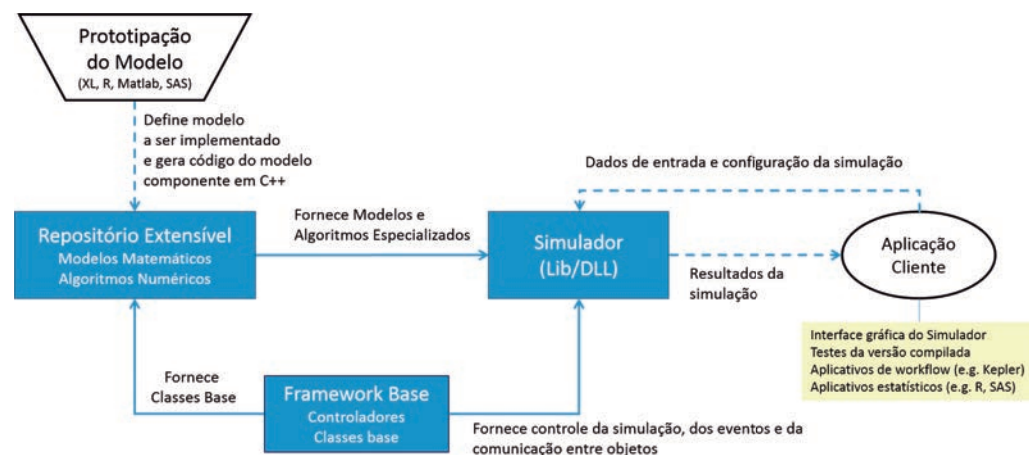 Prototipação
do Modelo
(XL, R, Matlab, SAS)
Define modelo
a ser implementado
e gera código do modelo
componente em C++
Dados de entrada e configuração da simulação
Repositório Extensível
Modelos Matemáticos
Algoritmos Numéricos
Fornece Modelos e
Algoritmos Especializados
Simulador
(Lib/DLL)
Resultados da
simulação
Aplicação
Cliente
Interface gráfica do Simulador
Testes da versão compilada
Aplicativos de workflow (e.g. Kepler)
Aplicativos estatísticos (e.g. R, SAS)
Fornece
Classes Base
Framework Base
Controladores
Classes base
Fornece controle da simulação, dos eventos e da
comunicação entre objetos